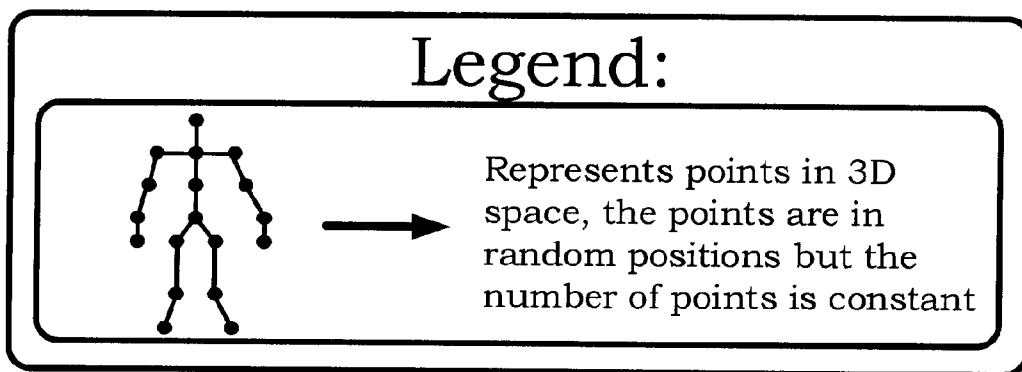 Legend:
Represents points in 3D
space, the points are in
random positions but the
number of points is constant